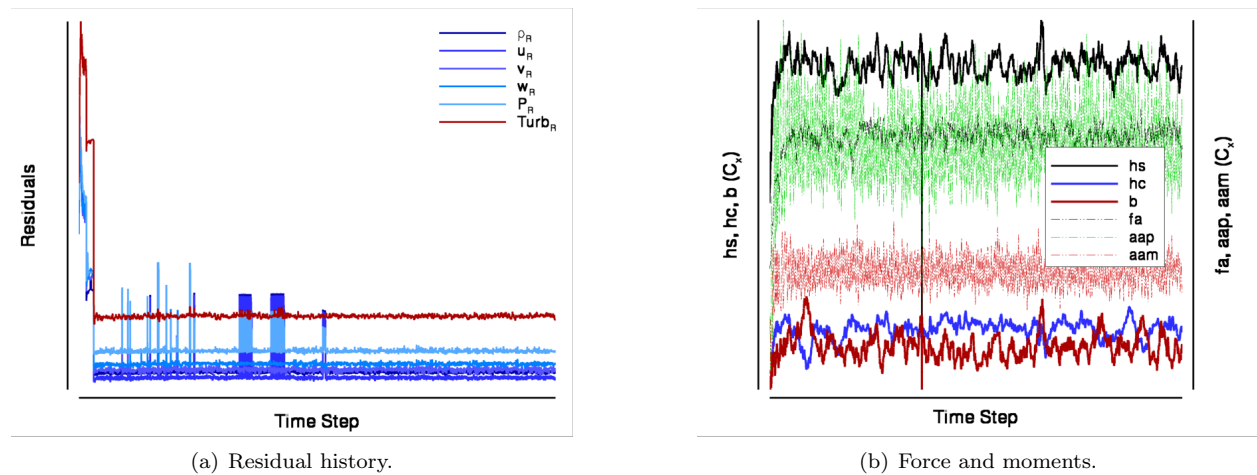 Residuals
ρR
uR
vR
wR
PR
TurbR
Time Step
(a) Residual history.
hs, hc, b (Cx)
hs
hc
b
fa
aap
aam
fa, aap, aam (Cx)
Time Step
(b) Force and moments.